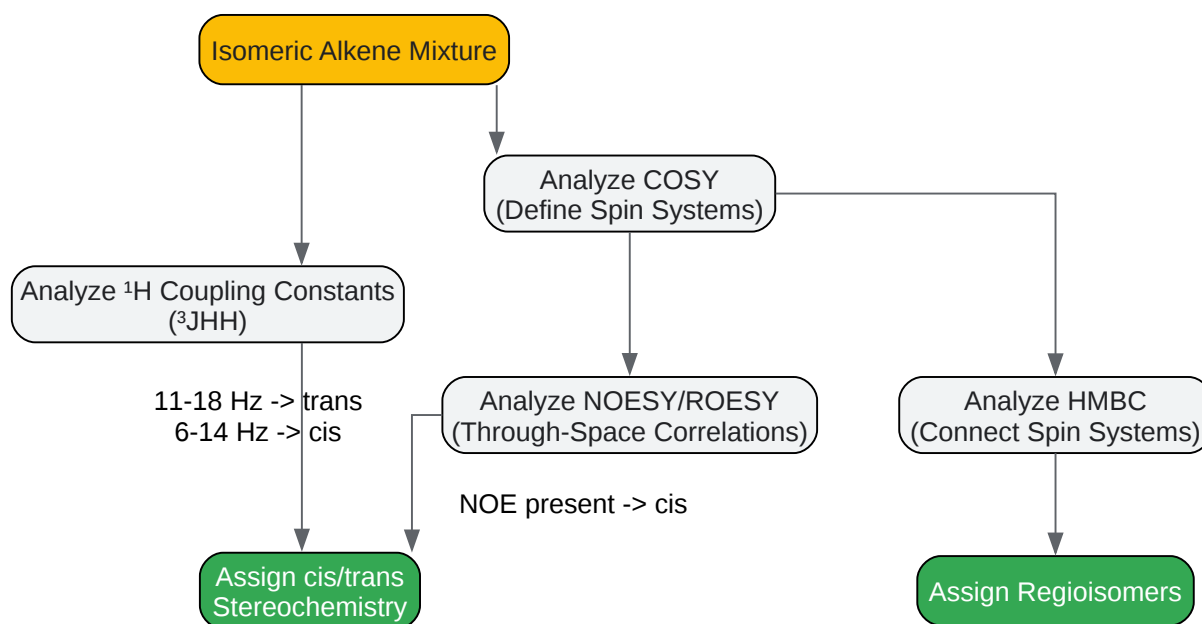 Isomeric Alkene Mixture
Analyze COSY
(Define Spin Systems)
Analyze ¹H Coupling Constants
(³JHH)
11-18 Hz -> trans
6-14 Hz -> cis
Analyze NOESY/ROESY
(Through-Space Correlations)
Analyze HMBC
(Connect Spin Systems)
NOE present -> cis
Assign cis/trans
Stereochemistry
Assign Regioisomers